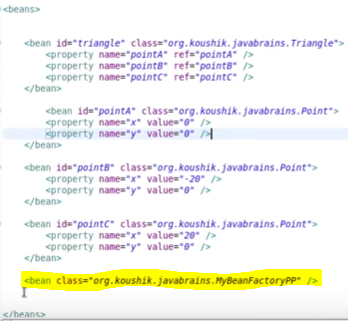 <beans>
<bean id="triangle" class="org.koushik.javabrains.Triangle">
<property name="pointA" ref="pointA" />
<property name="pointB" ref="pointB" />
<property name="pointC" ref="pointC" />
</bean>
<bean id="pointA" class="org.koushik.javabrains.Point">
<property name="x" value="0" />
<property name="y" value="0" />
</bean>
<bean id="pointB" class="org.koushik.javabrains.Point">
<property name="x" value="-20" />
<property name="y" value="0" />
</bean>
<bean id="pointC" class="org.koushik.javabrains.Point">
<property name="x" value="20" />
<property name="y" value="0" />
</bean>
<bean class="org.koushik.javabrains.MyBeanFactoryPP" />
</beans>